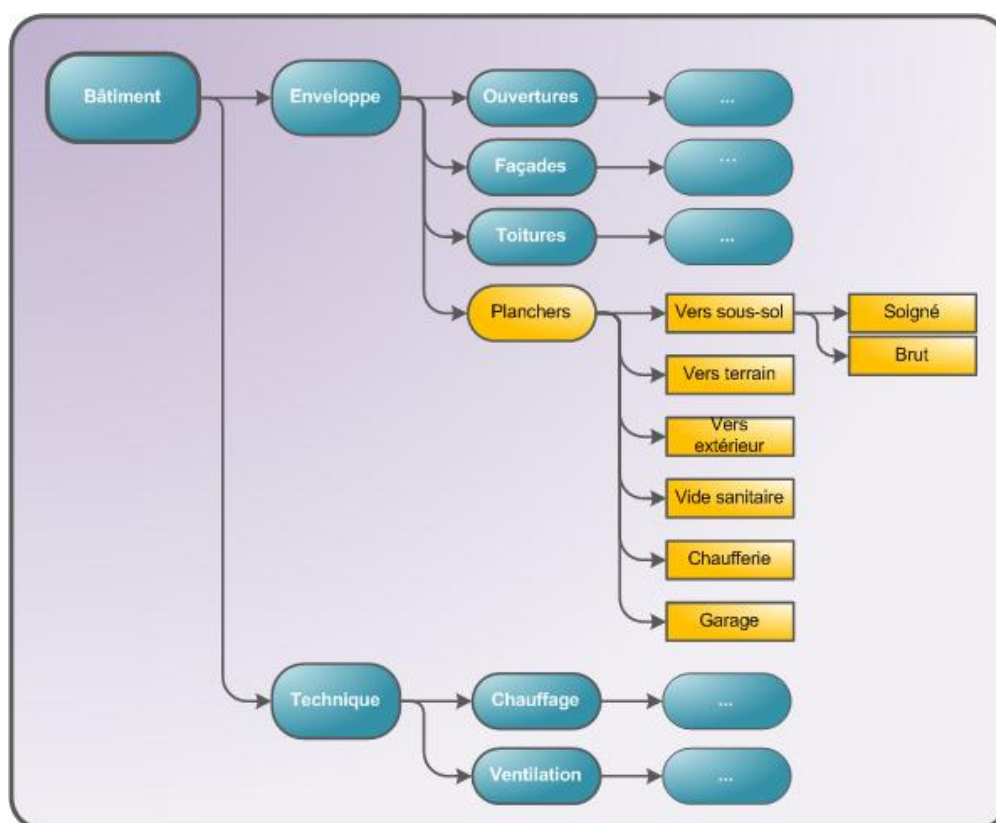 Bâtiment
Enveloppe
Ouvertures
...
Façades
...
Toitures
...
Planchers
Vers sous-sol
Soigné
Brut
Vers terrain
Vers
extérieur
Vide sanitaire
Chaufferie
Garage
Technique
Chauffage
...
Ventilation
...